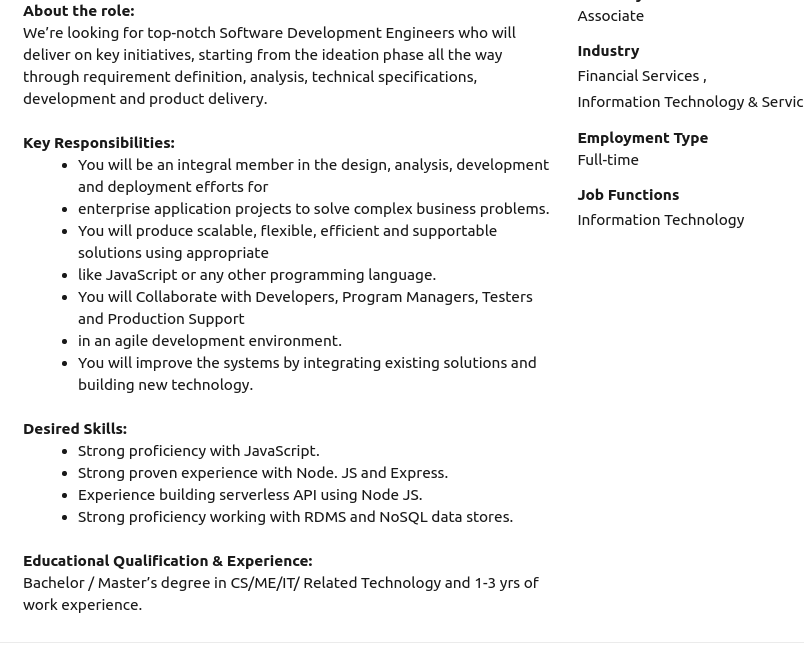 About the role:
We're looking for top-notch Software Development Engineers who will
deliver on key initiatives, starting from the ideation phase all the way
through requirement definition, analysis, technical specifications,
development and product delivery.
Key Responsibilities:
• You will be an integral member in the design, analysis, development
and deployment efforts for
• enterprise application projects to solve complex business problems.
• You will produce scalable, flexible, efficient and supportable
solutions using appropriate
• like JavaScript or any other programming language.
• You will Collaborate with Developers, Program Managers, Testers
and Production Support
• in an agile development environment.
• You will improve the systems by integrating existing solutions and
building new technology.
Desired Skills:
• Strong proficiency with JavaScript.
• Strong proven experience with Node. JS and Express.
• Experience building serverless API using Node JS.
• Strong proficiency working with RDMS and NoSQL data stores.
Educational Qualification & Experience:
Bachelor / Master's degree in CS/ME/IT/ Related Technology and 1-3 yrs of
work experience.
Associate
Industry
Financial Services ,
Information Technology & Servic
Employment Type
Full-time
Job Functions
Information Technology